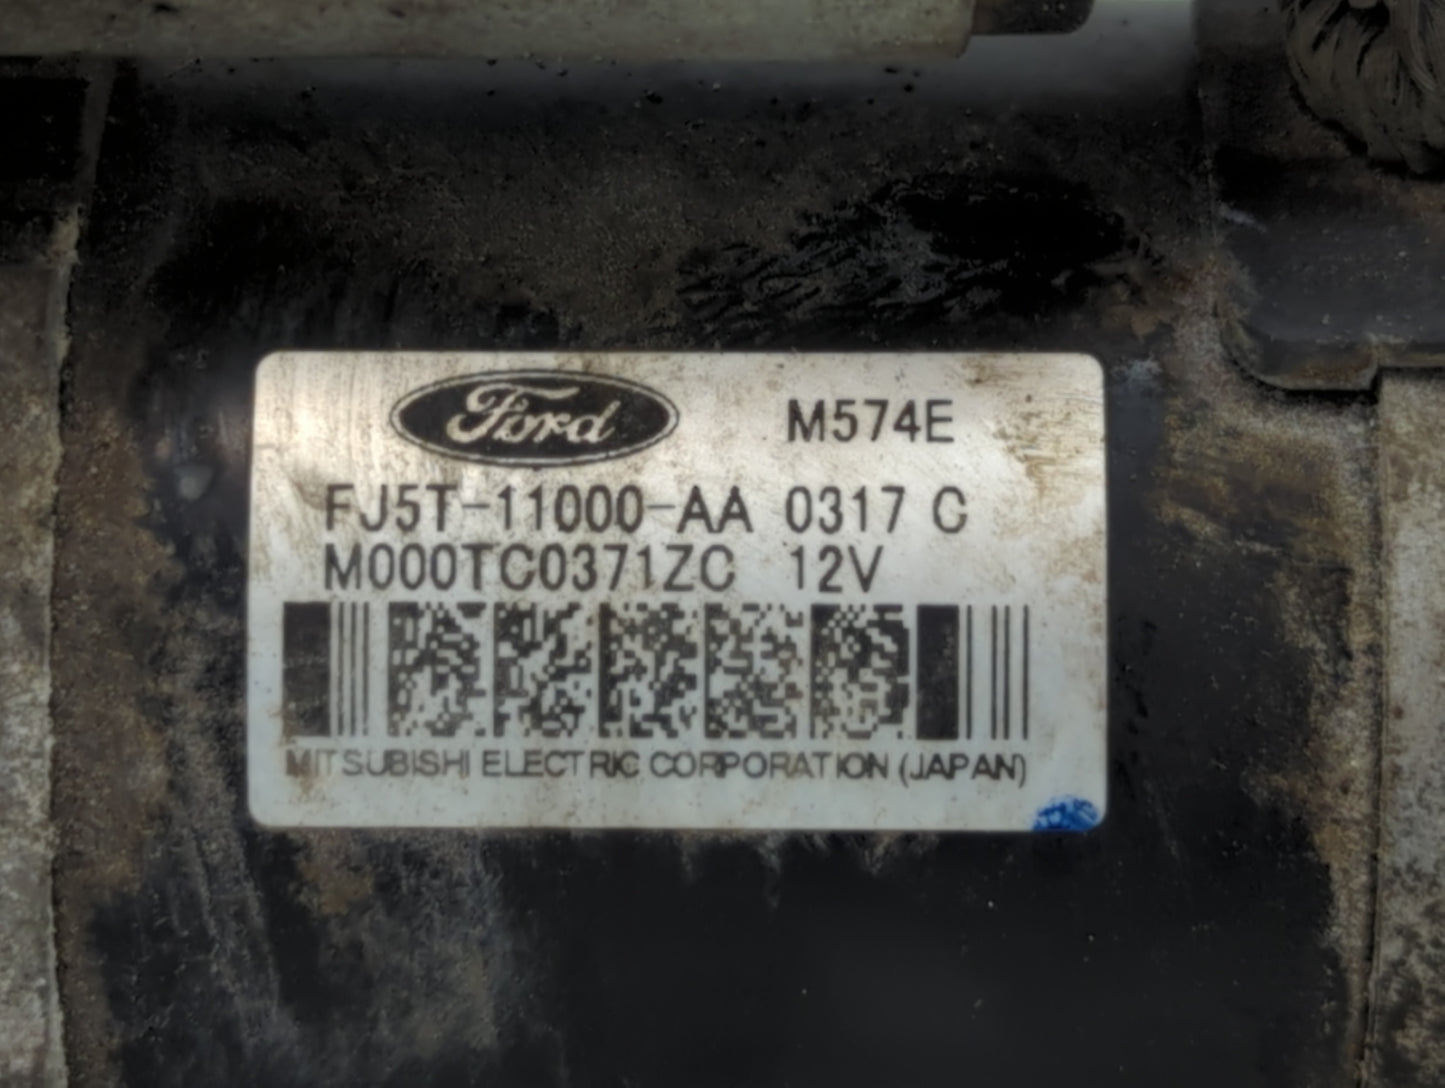 Ford M574E
FJ5T-11000-AA 0317 C
M000TC0371ZC 12V
MITSUBISHI ELECTRIC CORPORATION (JAPAN)